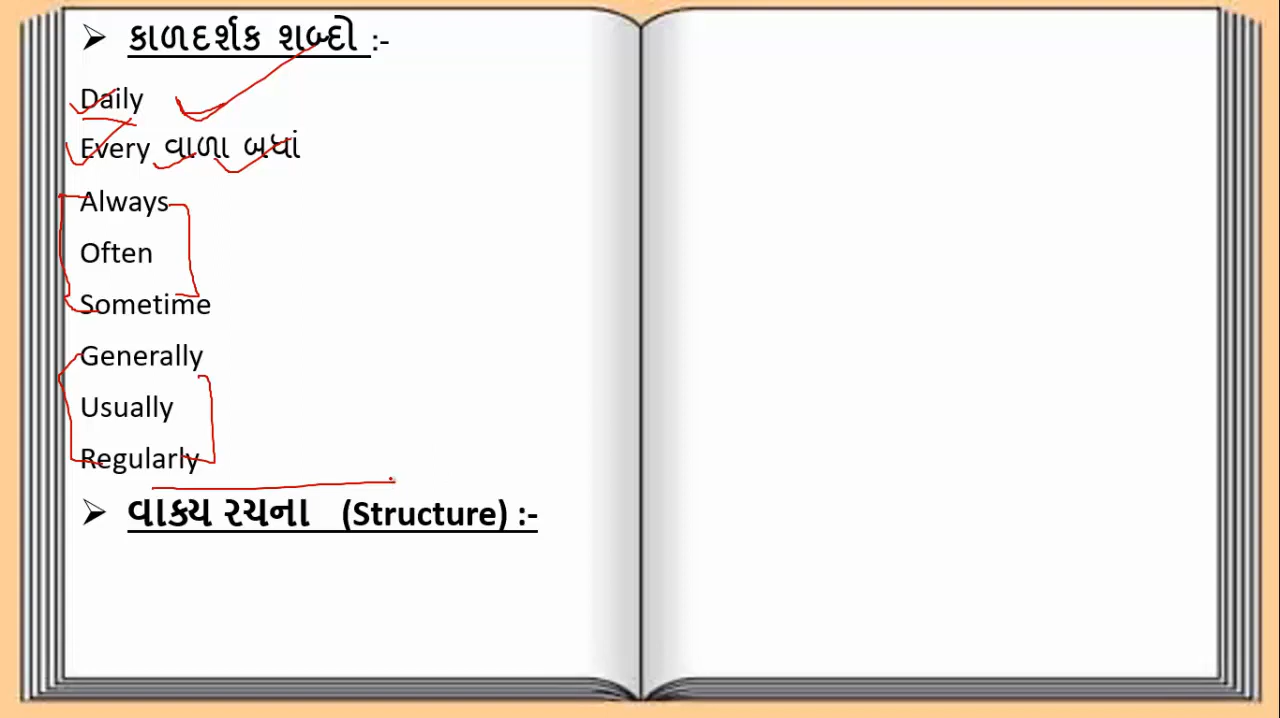 ➢ કાળદર્શક શબ્દો :-
Daily
Every વાળા બધાં
Always
Often
Sometime
Generally
Usually
Regularly
➢ વાક્ય રચના (Structure) :-